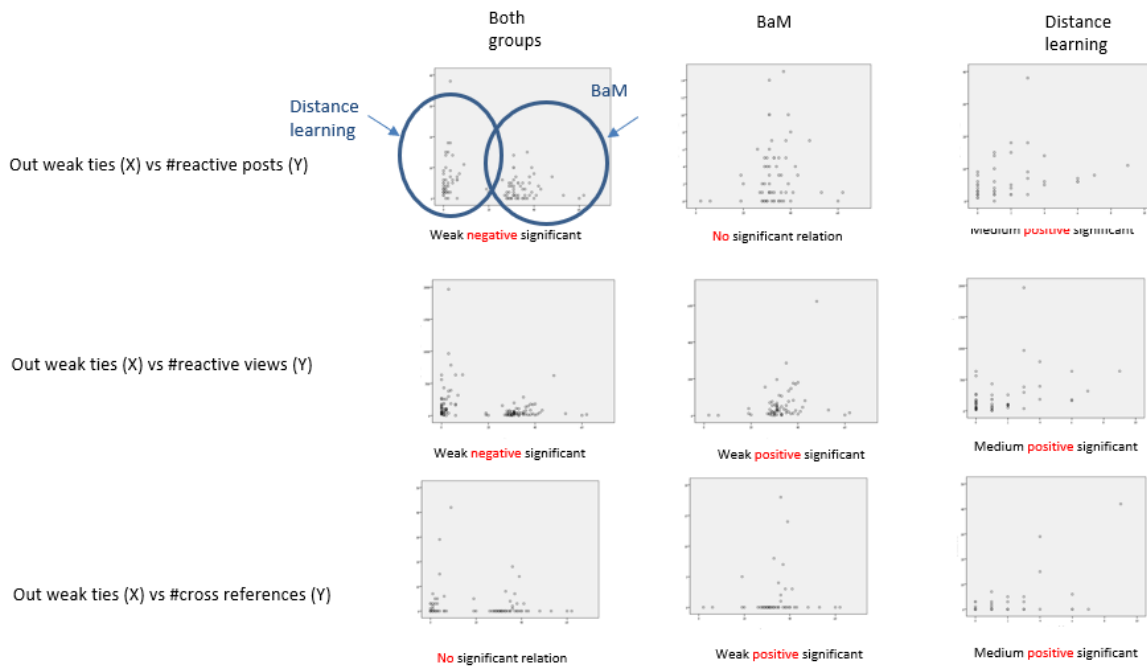 Both
groups
BaM
Distance
learning
Distance
learning
BaM
Out weak ties (X) vs #reactive posts (Y)
Weak negative significant
No significant relation
Medium positive significant
Out weak ties (X) vs #reactive views (Y)
Weak negative significant
Weak positive significant
Medium positive significant
Out weak ties (X) vs #cross references (Y)
No significant relation
Weak positive significant
Medium positive significant